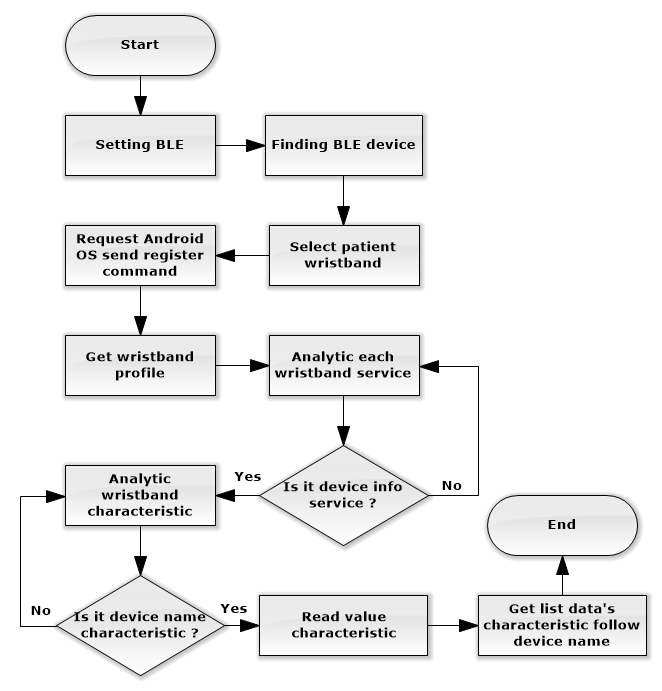 Start
Setting BLE
Finding BLE device
Select patient
wristband
Request Android
OS send register
command
Get wristband
profile
Analytic each
wristband service
Is it device info
service ?
Yes
No
Analytic
wristband
characteristic
Is it device name
characteristic ?
No
Yes
Read value
characteristic
Get list data's
characteristic follow
device name
End